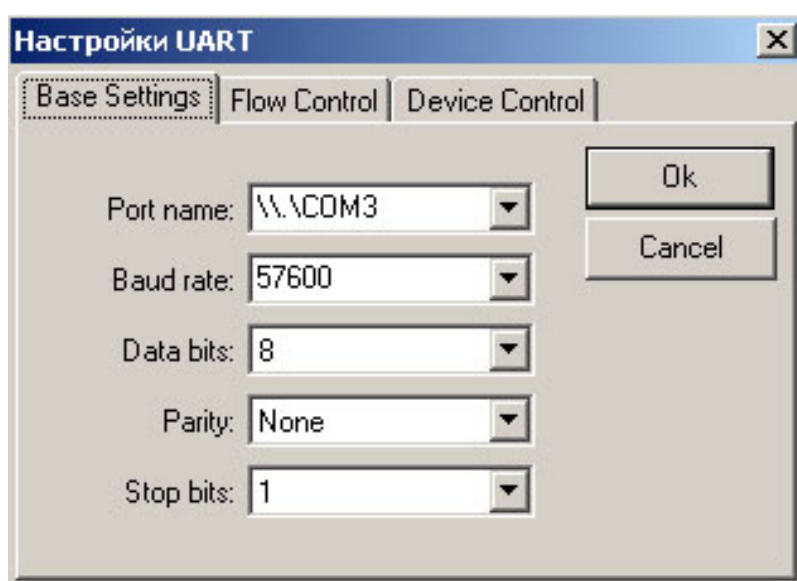 Настройки UART
Base Settings Flow Control Device Control
Port name: \\.\COM3
Baud rate: 57600
Data bits: 8
Parity: None
Stop bits: 1
Ok
Cancel